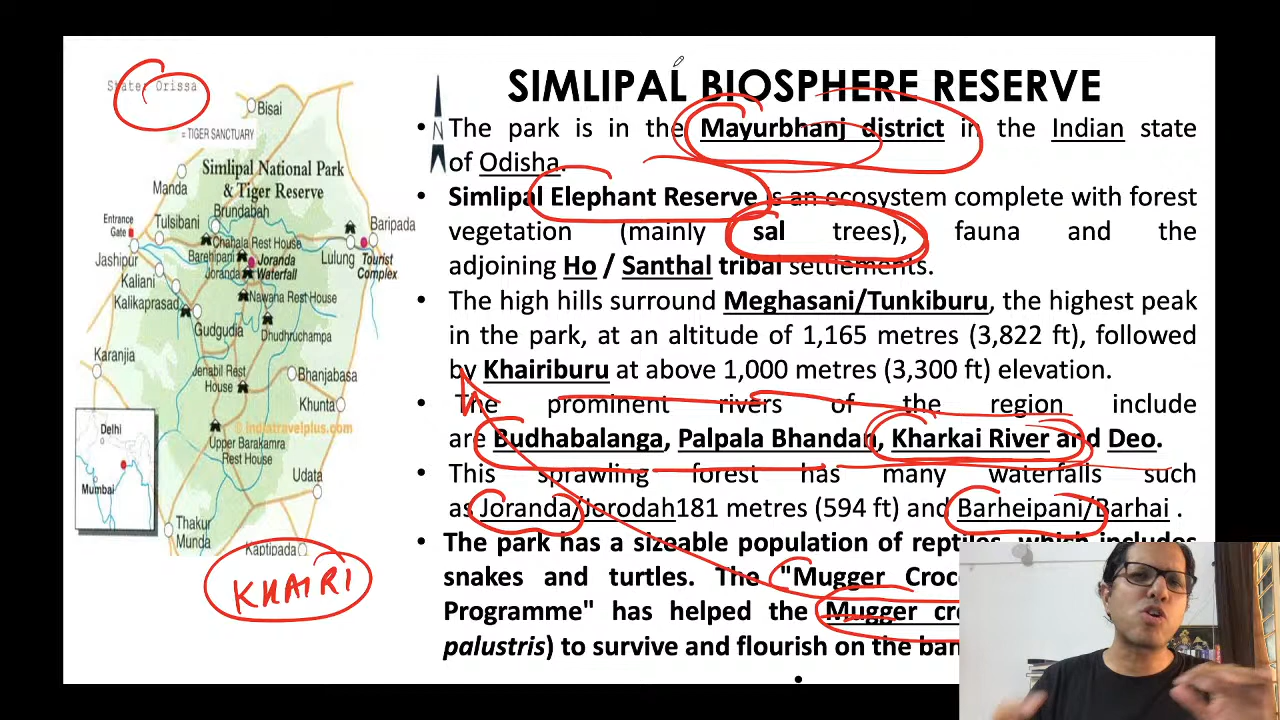 State: Orissa
SIMLIPAL BIOSPHERE RESERVE
Bisai
= TIGER SANCTUARY
Simlipal National Park
& Tiger Reserve
Manda
Brundabah
Entrance
Gate
Tulsibani
Baripada
Chahala Rest House
Barehipani
Joranda
Joranda
Waterfall
Lulung
Tourist
Complex
Jashipur
Kaliani
Kalikaprasad
Nawana Rest House
Gudgudia
Dhudhruchampa
Karanjia
Jenabil Rest
House
Bhanjabasa
Khunta
© indiatravelplus.com
Upper Barakamra
Rest House
Delhi
Mumbai
Udata
Thakur
Munda
Kaptipada
KHAIRI
N
• The park is in the Mayurbhanj district in the Indian state
of Odisha.
• Simlipal Elephant Reserve is an ecosystem complete with forest
vegetation (mainly sal trees), fauna and the
adjoining Ho / Santhal tribal settlements.
• The high hills surround Meghasani/Tunkiburu, the highest peak
in the park, at an altitude of 1,165 metres (3,822 ft), followed
by Khairiburu at above 1,000 metres (3,300 ft) elevation.
• The prominent rivers of the region include
are Budhabalanga, Palpala Bhandan, Kharkai River and Deo.
• This sprawling forest has many waterfalls such
as Joranda/Jorodah181 metres (594 ft) and Barheipani/Barhai .
• The park has a sizeable population of reptiles, which includes
snakes and turtles. The "Mugger
Programme" has helped the Mugger
palustris) to survive and flourish on the